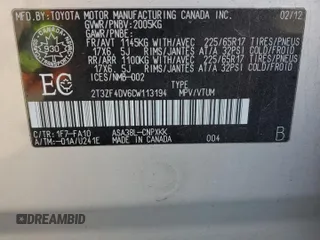 MFD.BY:TOYOTA MOTOR MANUFACTURING CANADA INC. 02/12
GVWR/PNBV:2005KG
GAWR/PNBE:
FR/AVT 1145KG WITH/AVEC 225/65R17 TIRES/PNEUS
17X6.5J RIMS/JANTES AT/A 32PSI COLD/A FROID
RR/ARR 1100KG WITH/AVEC 225/65R17 TIRES/PNEUS
17X6.5J RIMS/JANTES AT/A 32PSI COLD/A FROID
ICES/NMB-002
CANADA
930
EC
TYPE
2T3ZF4DV6CW113194 MPV/VTUM
C/TR:1F7-FA10 ASA38L-CNPXKK
A/TM:-01A/U241E MADE IN CANADA 004 B
DREAMBID